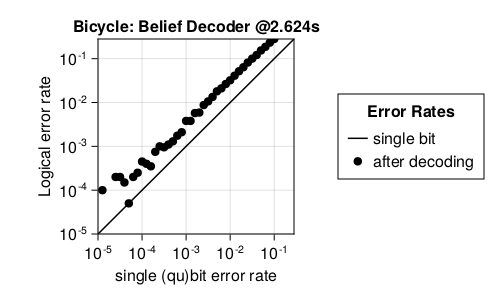 Bicycle: Belief Decoder @2.624s
Logical error rate
10⁻¹
10⁻²
10⁻³
10⁻⁴
10⁻⁵
10⁻⁵ 10⁻⁴ 10⁻³ 10⁻² 10⁻¹
single (qu)bit error rate
Error Rates
single bit
after decoding